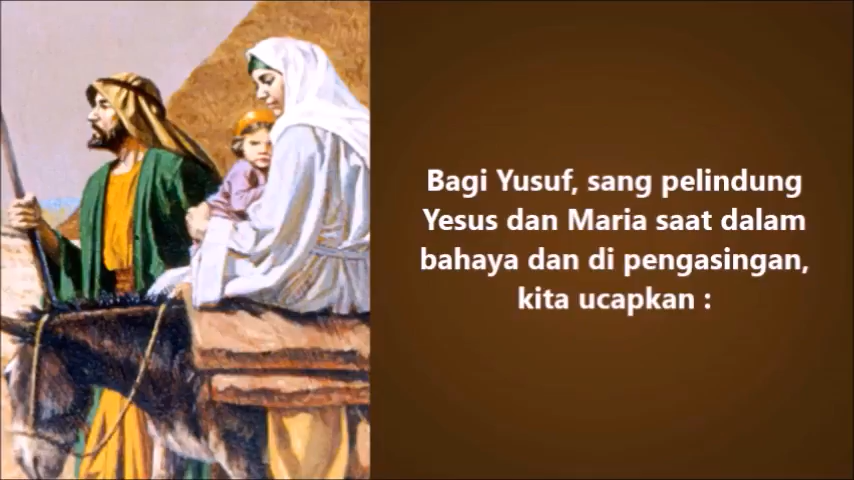 Bagi Yusuf, sang pelindung
Yesus dan Maria saat dalam
bahaya dan di pengasingan,
kita ucapkan :